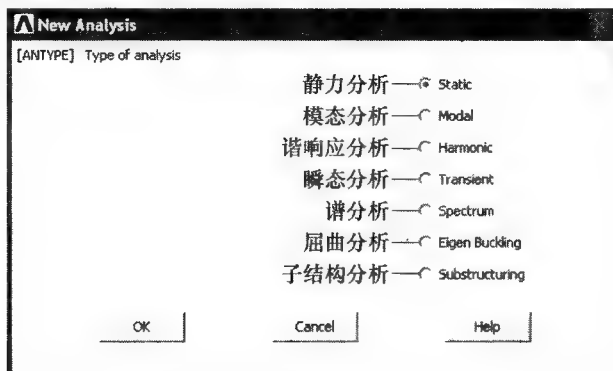 New Analysis
[ANTYPE] Type of analysis
静力分析 Static
模态分析 Modal
谐响应分析 Harmonic
瞬态分析 Transient
谱分析 Spectrum
屈曲分析 Eigen Buckling
子结构分析 Substructuring
OK Cancel Help